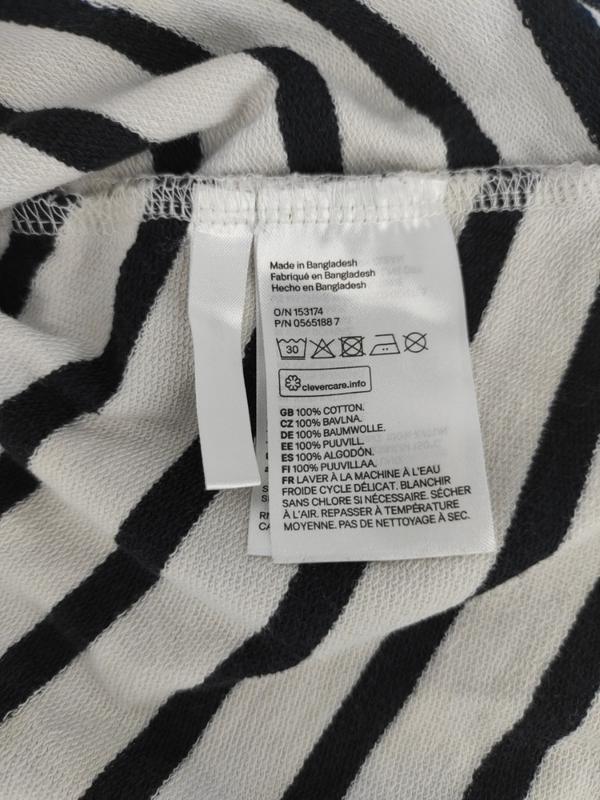 Made in Bangladesh
Fabriqué en Bangladesh
Hecho en Bangladesh
O/N 153174
P/N 0565188 7
30
clevercare.info
GB 100% COTTON.
CZ 100% BAVLNA.
DE 100% BAUMWOLLE.
EE 100% PUUVILL.
ES 100% ALGODÓN.
FI 100% PUUVILLAA.
FR LAVER À LA MACHINE À L'EAU
FROIDE CYCLE DÉLICAT. BLANCHIR
SANS CHLORE SI NÉCESSAIRE. SÉCHER
À L'AIR. REPASSER À TEMPÉRATURE
MOYENNE. PAS DE NETTOYAGE À SEC.